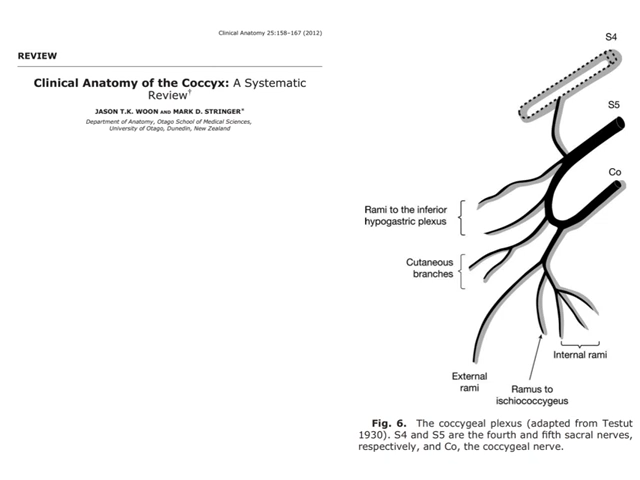 Clinical Anatomy 25:158–167 (2012)
REVIEW
Clinical Anatomy of the Coccyx: A Systematic
Review†
JASON T.K. WOON AND MARK D. STRINGER*
Department of Anatomy, Otago School of Medical Sciences,
University of Otago, Dunedin, New Zealand
S4
S5
Co
Rami to the inferior
hypogastric plexus
Cutaneous
branches
Internal rami
External
rami
Ramus to
ischiococcygeus
Fig. 6. The coccygeal plexus (adapted from Testut
1930). S4 and S5 are the fourth and fifth sacral nerves,
respectively, and Co, the coccygeal nerve.